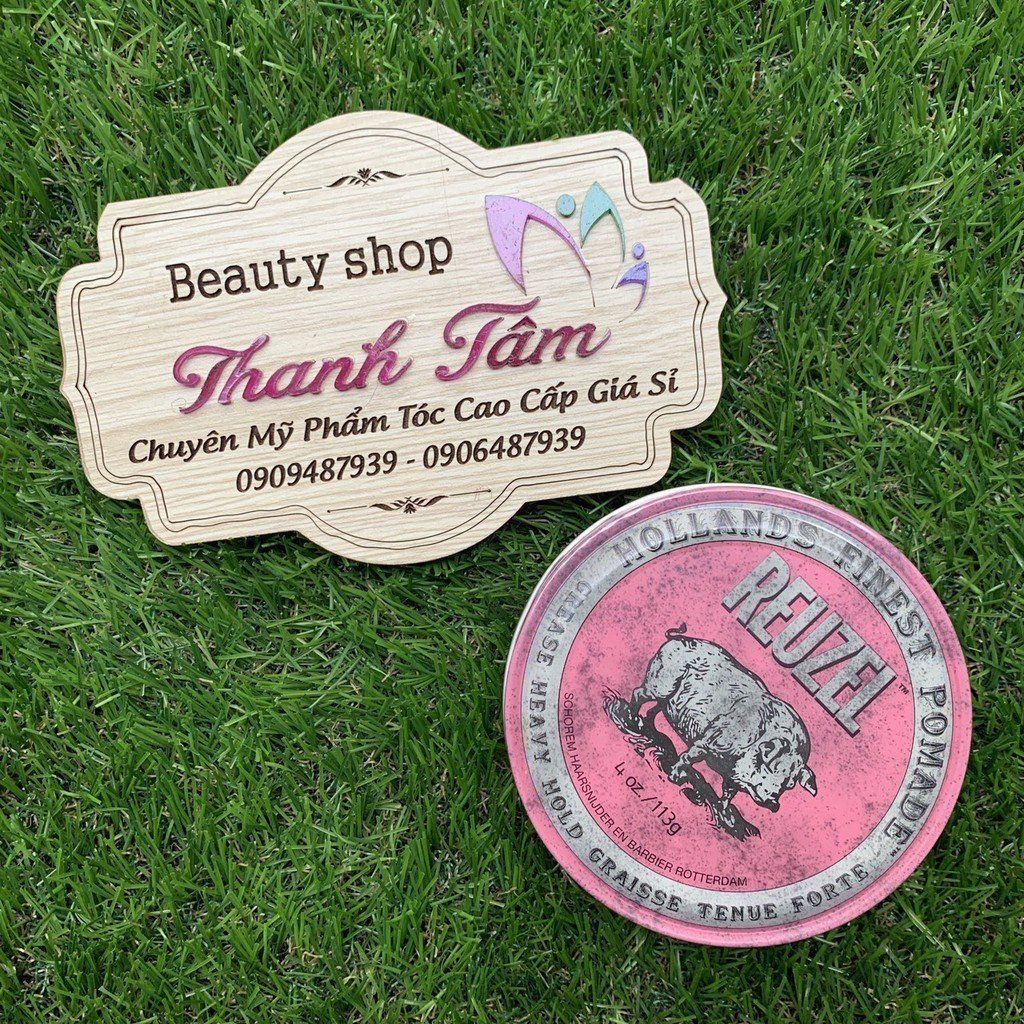 Beauty shop
Thanh Tâm
Chuyên Mỹ Phẩm Tóc Cao Cấp Giá Sỉ
0909487939 - 0906487939
HOLLANDS FINEST POMADE
REUZEL™
4 oz./113g
SCHOREM HAARSNIJDER EN BARBIER ROTTERDAM
GREASE HEAVY HOLD GRAISSE TENUE FORTE